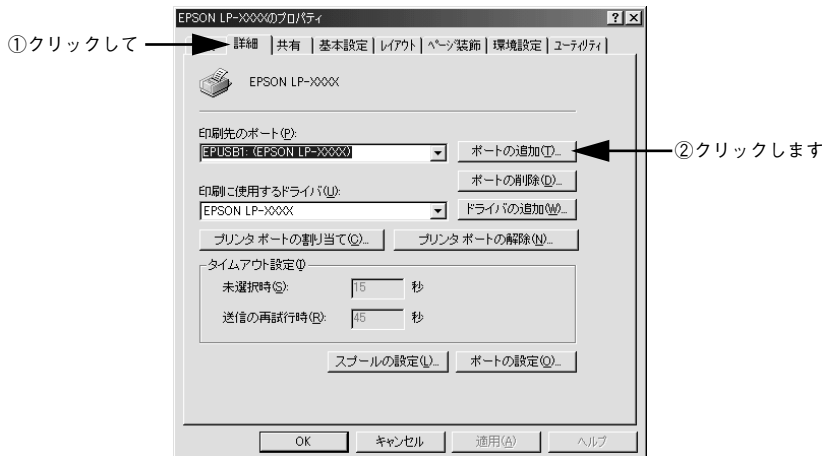 EPSON LP-XXXXのプロパティ
①クリックして
詳細 共有 基本設定 レイアウト ページ装飾 環境設定 ユーティリティ
EPSON LP-XXXX
印刷先のポート(P):
EPUSB1: (EPSON LP-XXXX) ポートの追加(T)...
②クリックします
ポートの削除(D)...
印刷に使用するドライバ(U):
EPSON LP-XXXX ドライバの追加(W)...
プリンタ ポートの割り当て(C)... プリンタ ポートの解除(N)...
タイムアウト設定(I)
未選択時(S): 15 秒
送信の再試行時(R): 45 秒
スプールの設定(L)... ポートの設定(O)...
OK キャンセル 適用(A) ヘルプ